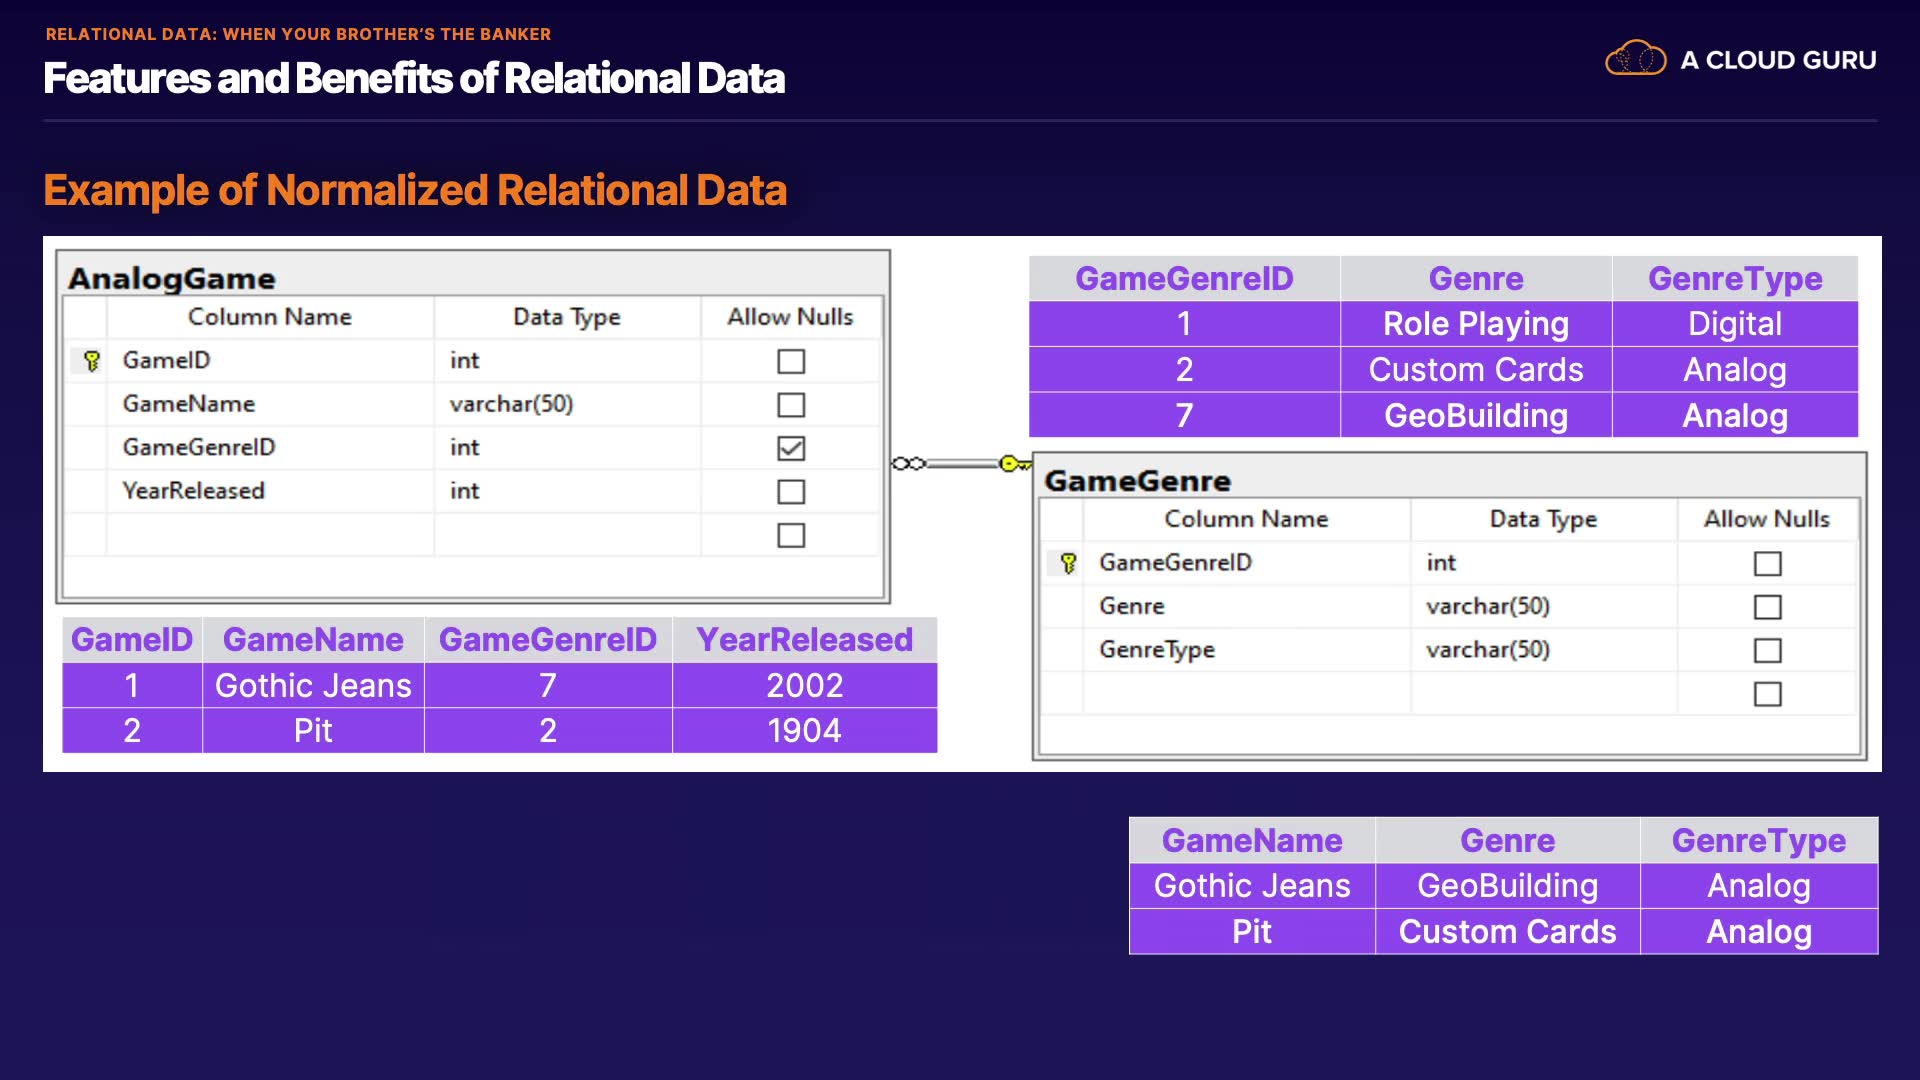 RELATIONAL DATA: WHEN YOUR BROTHER'S THE BANKER
Features and Benefits of Relational Data
A CLOUD GURU
Example of Normalized Relational Data
AnalogGame
Column Name Data Type Allow Nulls
GameID int
GameName varchar(50)
GameGenreID int
YearReleased int
GameID GameName GameGenreID YearReleased
1 Gothic Jeans 7 2002
2 Pit 2 1904
GameGenreID Genre GenreType
1 Role Playing Digital
2 Custom Cards Analog
7 GeoBuilding Analog
GameGenre
Column Name Data Type Allow Nulls
GameGenreID int
Genre varchar(50)
GenreType varchar(50)
GameName Genre GenreType
Gothic Jeans GeoBuilding Analog
Pit Custom Cards Analog